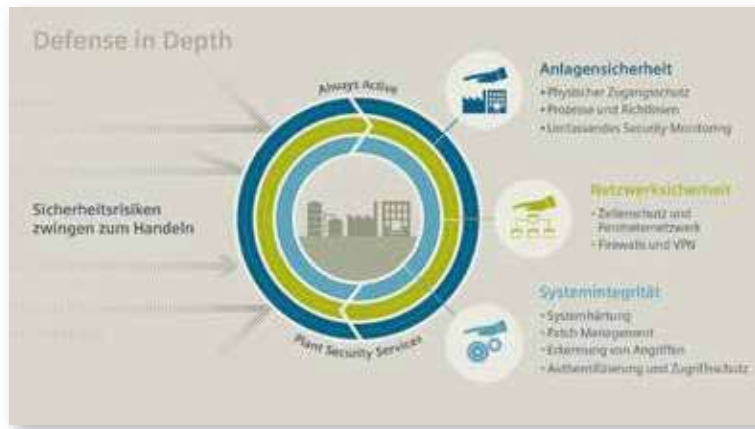 Defense in Depth
Always Active
Plant Security Services
Sicherheitsrisiken
zwingen zum Handeln
Anlagensicherheit
• Physischer Zugangsschutz
• Prozesse und Richtlinien
• Umfassendes Security Monitoring
Netzwerksicherheit
• Zellenschutz und
Perimeternetzwerk
• Firewalls und VPN
Systemintegrität
• Systemhärtung
• Patch Management
• Erkennung von Angriffen
• Authentifizierung und Zugriffsschutz